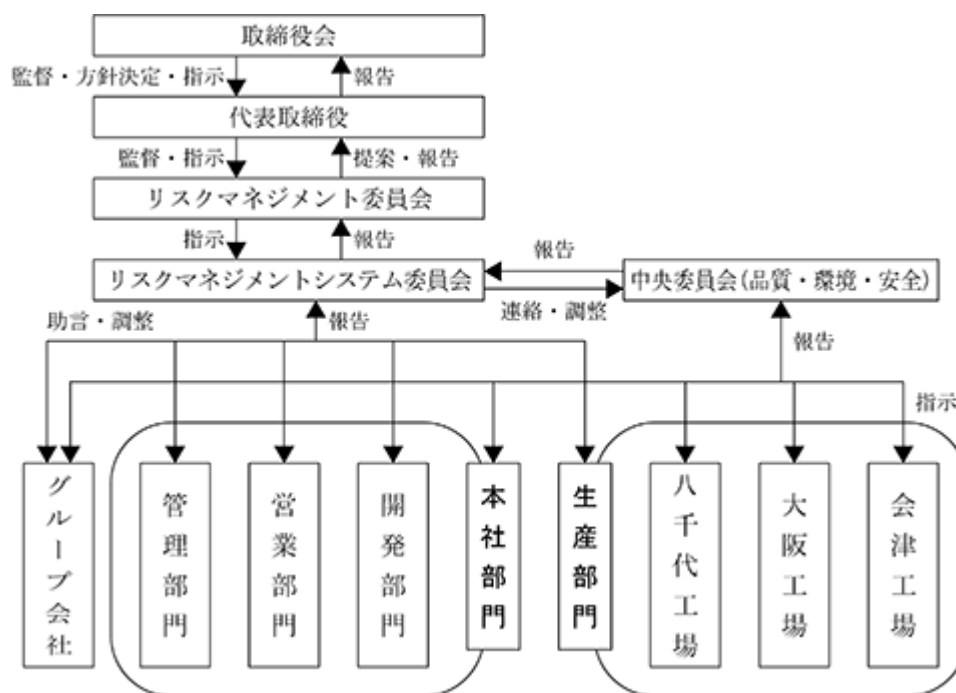 取締役会
監督・方針決定・指示
報告
代表取締役
監督・指示
提案・報告
リスクマネジメント委員会
指示
報告
リスクマネジメントシステム委員会
報告
連絡・調整
中央委員会(品質・環境・安全)
助言・調整
報告
報告
指示
グループ会社
管理部門
営業部門
開発部門
本社部門
生産部門
八千代工場
大阪工場
会津工場